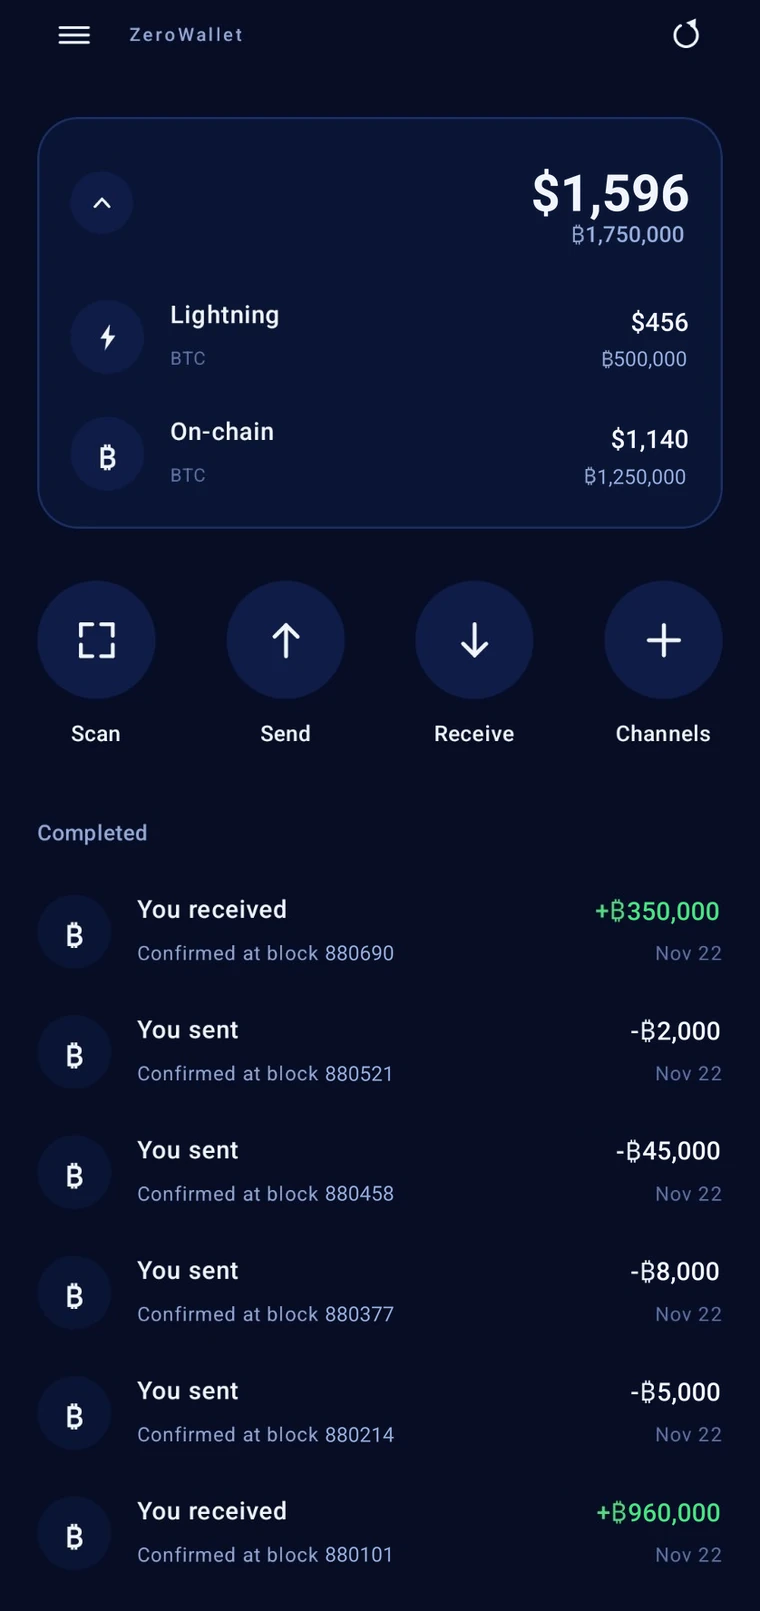 ZeroWallet
$1,596
₿1,750,000
Lightning
$456
BTC
₿500,000
On-chain
$1,140
BTC
₿1,250,000
Scan
Send
Receive
Channels
Completed
You received
+₿350,000
Confirmed at block 880690
Nov 22
You sent
-₿2,000
Confirmed at block 880521
Nov 22
You sent
-₿45,000
Confirmed at block 880458
Nov 22
You sent
-₿8,000
Confirmed at block 880377
Nov 22
You sent
-₿5,000
Confirmed at block 880214
Nov 22
You received
+₿960,000
Confirmed at block 880101
Nov 22